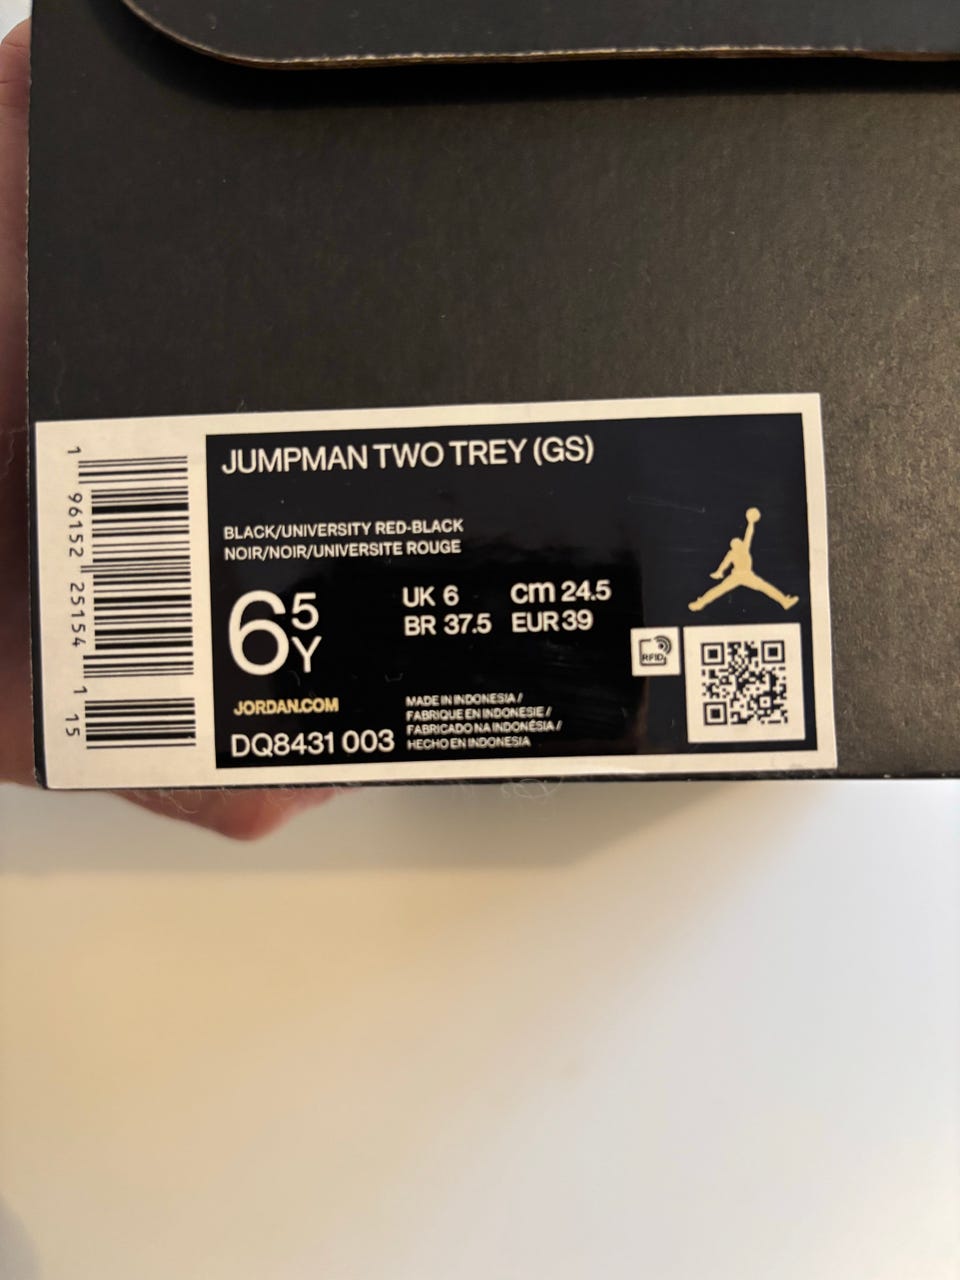 JUMPMAN TWO TREY (GS)
BLACK/UNIVERSITY RED-BLACK
NOIR/NOIR/UNIVERSITE ROUGE
6 5 Y
UK 6 cm 24.5
BR 37.5 EUR 39
RFID
JORDAN.COM
DQ8431 003
MADE IN INDONESIA /
FABRIQUE EN INDONESIE /
FABRICADO NA INDONÉSIA /
HECHO EN INDONESIA
1 96152 25154 1 15